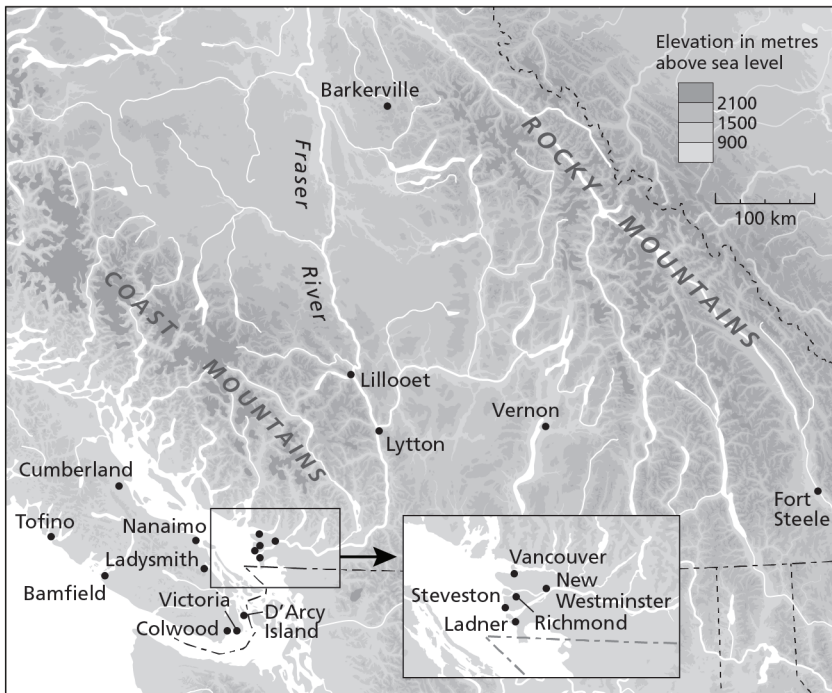 Elevation in metres
above sea level
2100
1500
900
100 km
Barkerville
ROCKY MOUNTAINS
Fraser River
COAST MOUNTAINS
Lillooet
Vernon
Lytton
Cumberland
Fort
Steele
Tofino
Nanaimo
Ladysmith
Bamfield
Victoria
D'Arcy
Island
Colwood
Vancouver
New
Westminster
Steveston
Richmond
Ladner